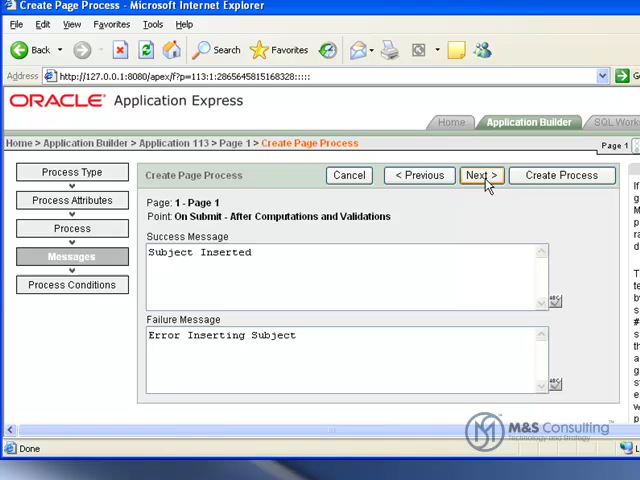 Create Page Process - Microsoft Internet Explorer
File Edit View Favorites Tools Help
Back Search Favorites
Address http://127.0.0.1:8080/apex/f?p=113:1:2865645815168328::::: Go
ORACLE Application Express
Home Application Builder SQL Work
Home > Application Builder > Application 113 > Page 1 > Create Page Process Page 1
Process Type
Process Attributes
Process
Messages
Process Conditions
Create Page Process Cancel < Previous Next > Create Process
Page: 1 - Page 1
Point: On Submit - After Computations and Validations
Success Message
Subject Inserted
Failure Message
Error Inserting Subject
M&S Consulting
Technology and Strategy
Done